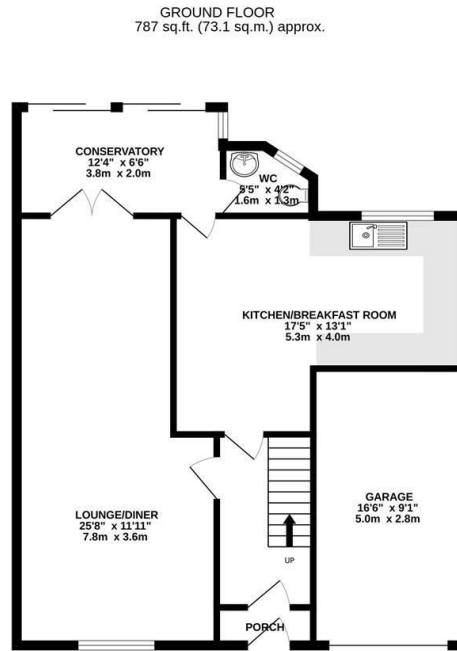 GROUND FLOOR
787 sq.ft. (73.1 sq.m.) approx.
CONSERVATORY
12'4" x 6'6"
3.8m x 2.0m
WC
5'5" x 4'2"
1.6m x 1.3m
KITCHEN/BREAKFAST ROOM
17'5" x 13'1"
5.3m x 4.0m
LOUNGE/DINER
25'8" x 11'11"
7.8m x 3.6m
GARAGE
16'6" x 9'1"
5.0m x 2.8m
UP
PORCH